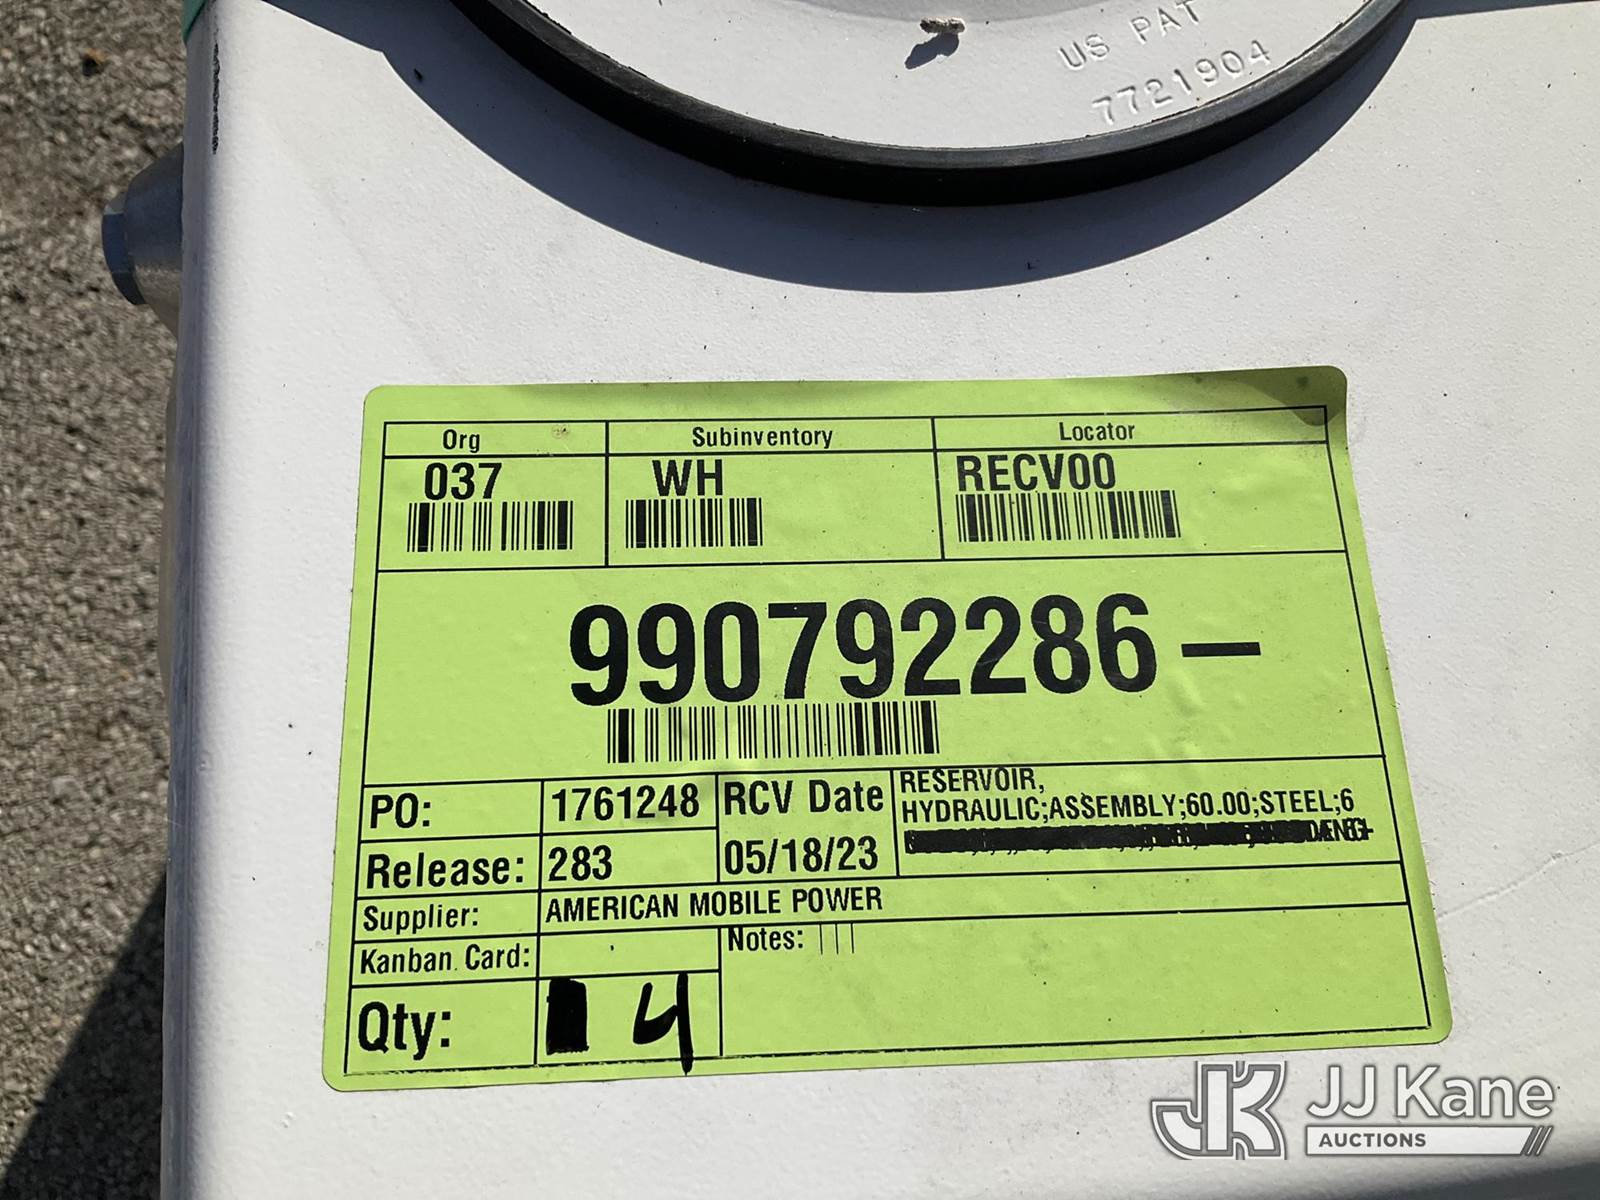 US PAT
7721904
Org Subinventory Locator
037 WH RECV00
990792286-
PO: 1761248 RCV Date RESERVOIR,
HYDRAULIC;ASSEMBLY;60.00;STEEL;6
Release: 283 05/18/23
Supplier: AMERICAN MOBILE POWER
Kanban Card: Notes:
Qty: 4
JJ Kane
AUCTIONS